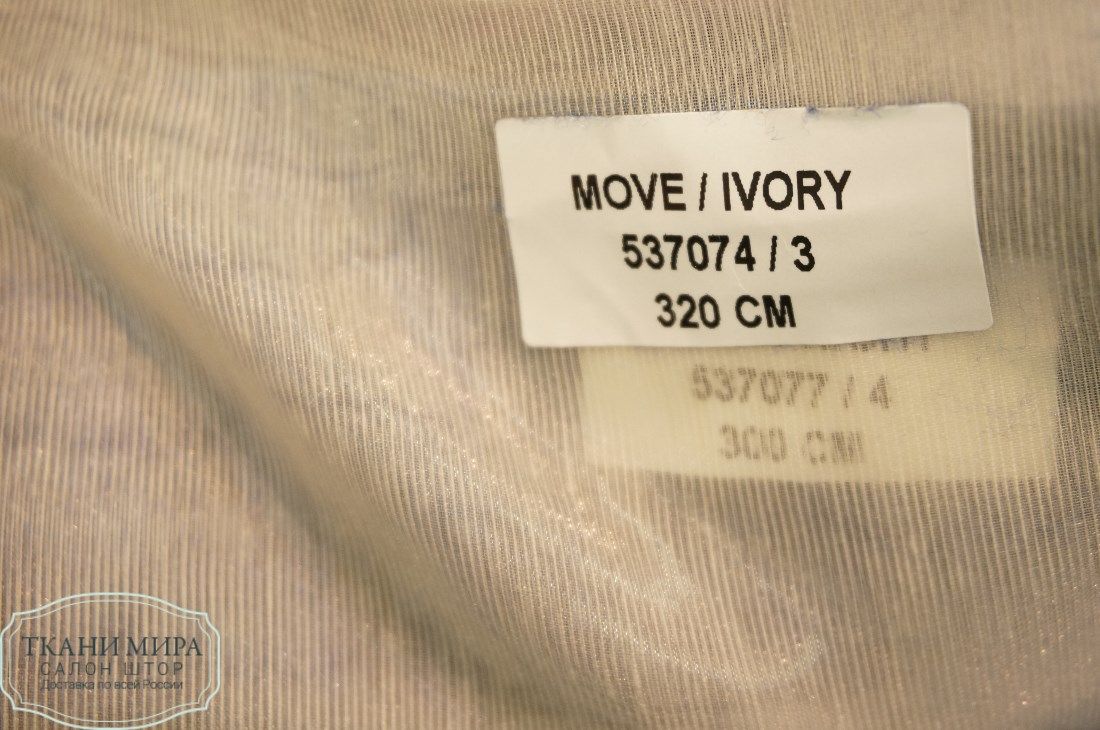 MOVE / IVORY
537074 / 3
320 CM
537077 / 4
300 CM
ТКАНИ МИРА
САЛОН ШТОР
Доставка по всей России